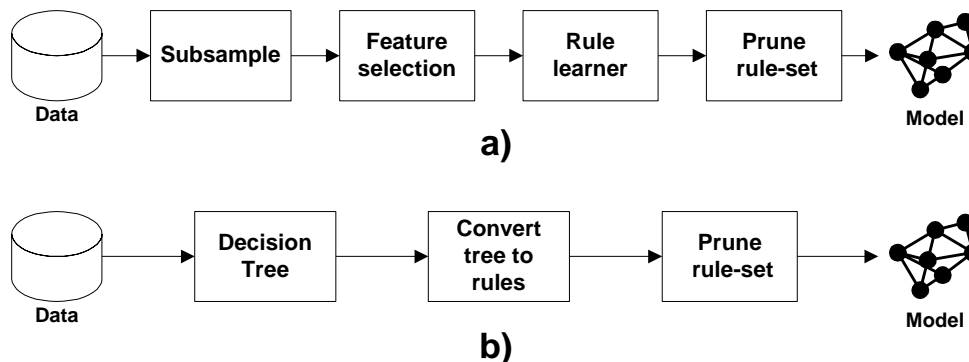 Data
Subsample
Feature
selection
Rule
learner
Prune
rule-set
Model
a)
Data
Decision
Tree
Convert
tree to
rules
Prune
rule-set
Model
b)